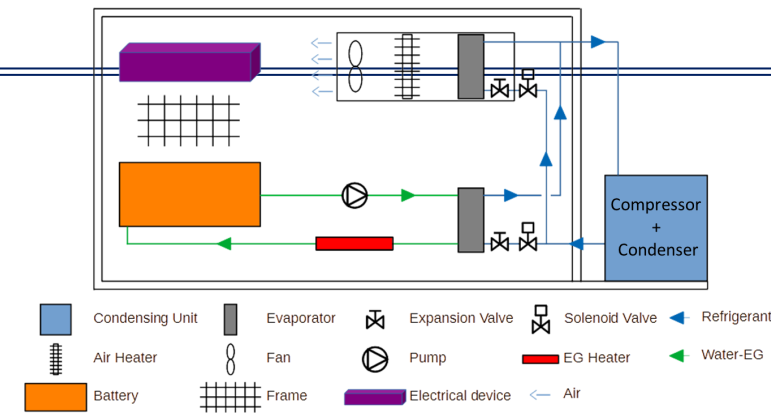 Compressor
+
Condenser
Condensing Unit
Evaporator
Expansion Valve
Solenoid Valve
Refrigerant
Air Heater
Fan
Pump
EG Heater
Water-EG
Battery
Frame
Electrical device
Air